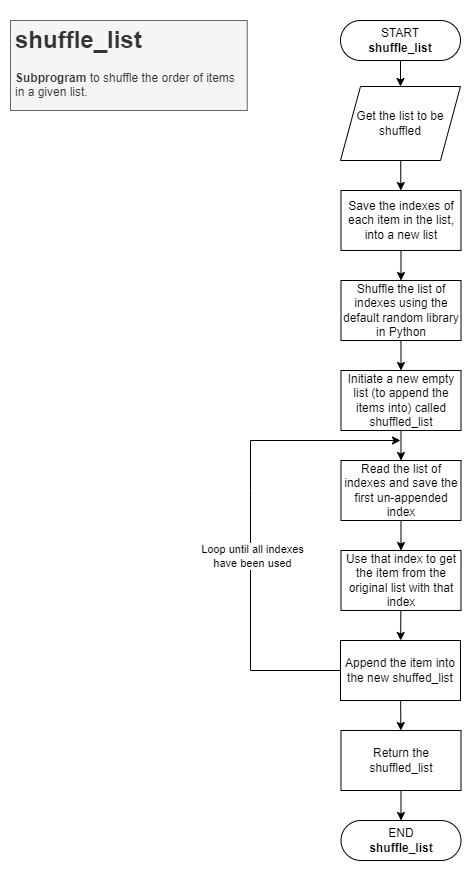 shuffle_list
Subprogram to shuffle the order of items
in a given list.
START
shuffle_list
Get the list to be
shuffled
Save the indexes of
each item in the list,
into a new list
Shuffle the list of
indexes using the
default random library
in Python
Initiate a new empty
list (to append the
items into) called
shuffled_list
Read the list of
indexes and save the
first un-appended
index
Loop until all indexes
have been used
Use that index to get
the item from the
original list with that
index
Append the item into
the new shuffed_list
Return the
shuffled_list
END
shuffle_list